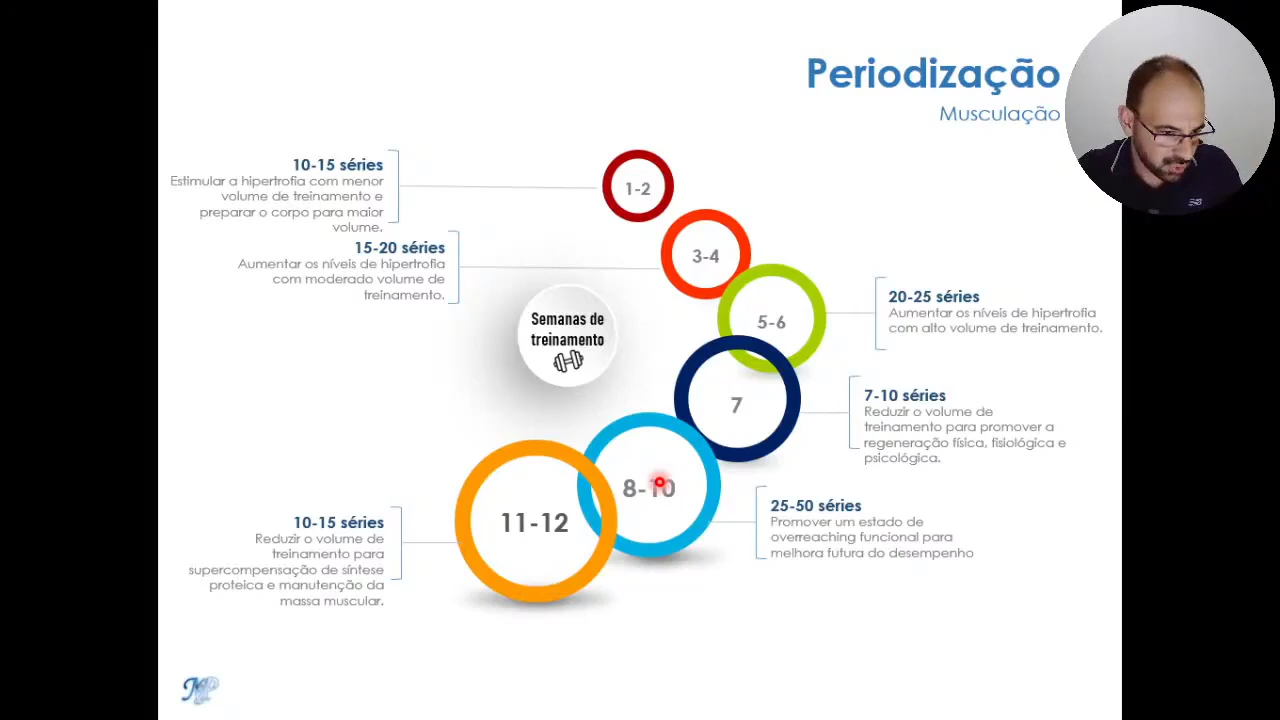 Periodização
Musculação
10-15 séries
Estimular a hipertrofia com menor
volume de treinamento e
preparar o corpo para maior
volume.
1-2
15-20 séries
Aumentar os níveis de hipertrofia
com moderado volume de
treinamento.
3-4
Semanas de
treinamento
5-6
20-25 séries
Aumentar os níveis de hipertrofia
com alto volume de treinamento.
7
7-10 séries
Reduzir o volume de
treinamento para promover a
regeneração física, fisiológica e
psicológica.
8-10
25-50 séries
Promover um estado de
overreaching funcional para
melhora futura do desempenho
11-12
10-15 séries
Reduzir o volume de
treinamento para
supercompensação de síntese
proteica e manutenção da
massa muscular.